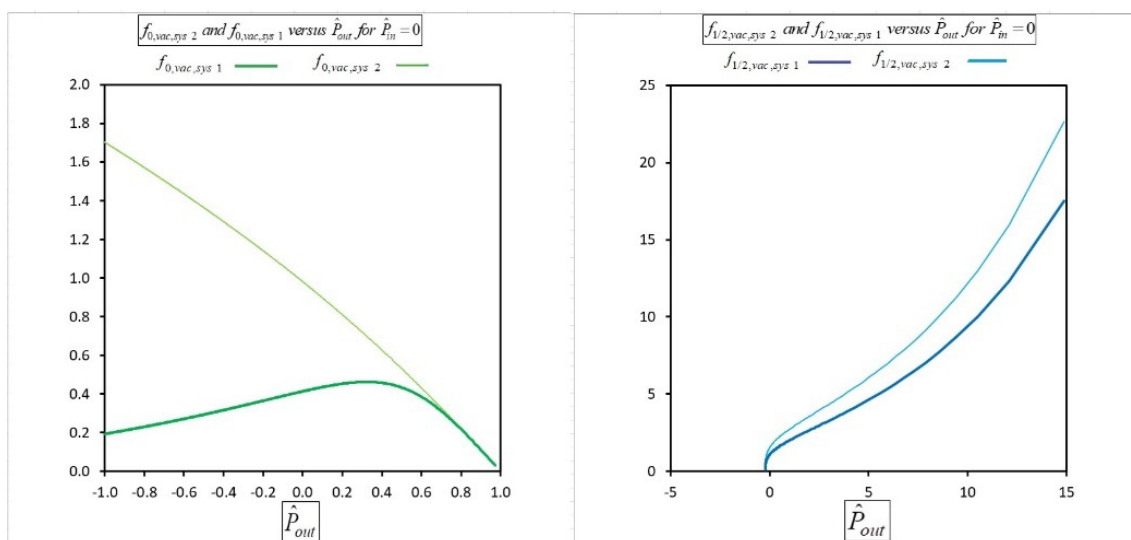 f0,vac,sys 2 and f0,vac,sys 1 versus P̂out for P̂in = 0
f0,vac,sys 1 f0,vac,sys 2
2.0
1.8
1.6
1.4
1.2
1.0
0.8
0.6
0.4
0.2
0.0
-1.0 -0.8 -0.6 -0.4 -0.2 0.0 0.2 0.4 0.6 0.8 1.0
P̂out
f1/2,vac,sys 2 and f1/2,vac,sys 1 versus P̂out for P̂in = 0
f1/2,vac,sys 1 f1/2,vac,sys 2
25
20
15
10
5
0
-5 0 5 10 15
P̂out